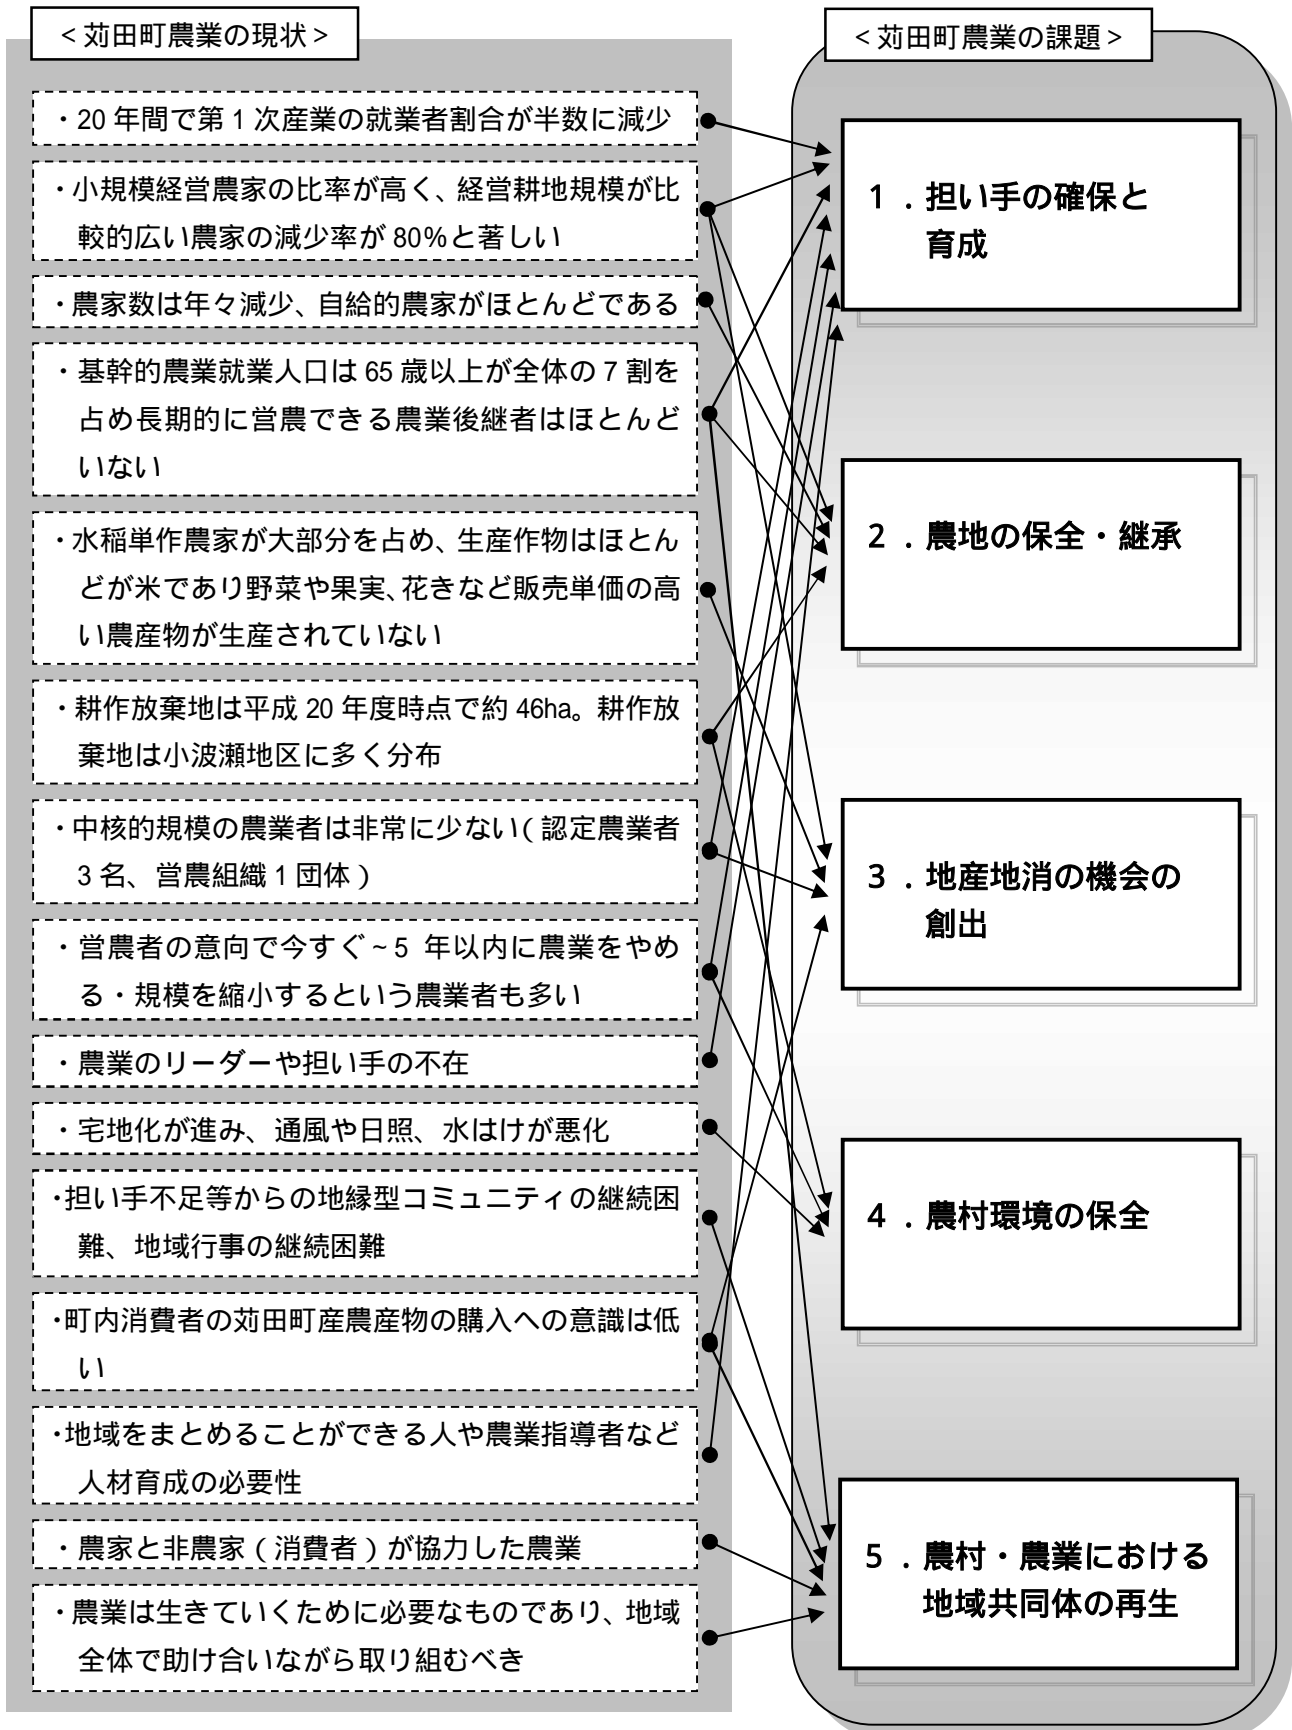 ＜苅田町農業の現状＞
・20 年間で第 1 次産業の就業者割合が半数に減少
・小規模経営農家の比率が高く、経営耕地規模が比
較的広い農家の減少率が 80％と著しい
・農家数は年々減少、自給的農家がほとんどである
・基幹的農業就業人口は 65 歳以上が全体の 7 割を
占め長期的に営農できる農業後継者はほとんど
いない
・水稲単作農家が大部分を占め、生産作物はほとん
どが米であり野菜や果実、花きなど販売単価の高
い農産物が生産されていない
・耕作放棄地は平成 20 年度時点で約 46ha。耕作放
棄地は小波瀬地区に多く分布
・中核的規模の農業者は非常に少ない（認定農業者
3 名、営農組織 1 団体）
・営農者の意向で今すぐ～5 年以内に農業をやめ
る・規模を縮小するという農業者も多い
・農業のリーダーや担い手の不在
・宅地化が進み、通風や日照、水はけが悪化
・担い手不足等からの地縁型コミュニティの継続困
難、地域行事の継続困難
・町内消費者の苅田町産農産物の購入への意識は低
い
・地域をまとめることができる人や農業指導者など
人材育成の必要性
・農家と非農家（消費者）が協力した農業
・農業は生きていくために必要なものであり、地域
全体で助け合いながら取り組むべき
＜苅田町農業の課題＞
１．担い手の確保と
育成
２．農地の保全・継承
３．地産地消の機会の
創出
４．農村環境の保全
５．農村・農業における
地域共同体の再生